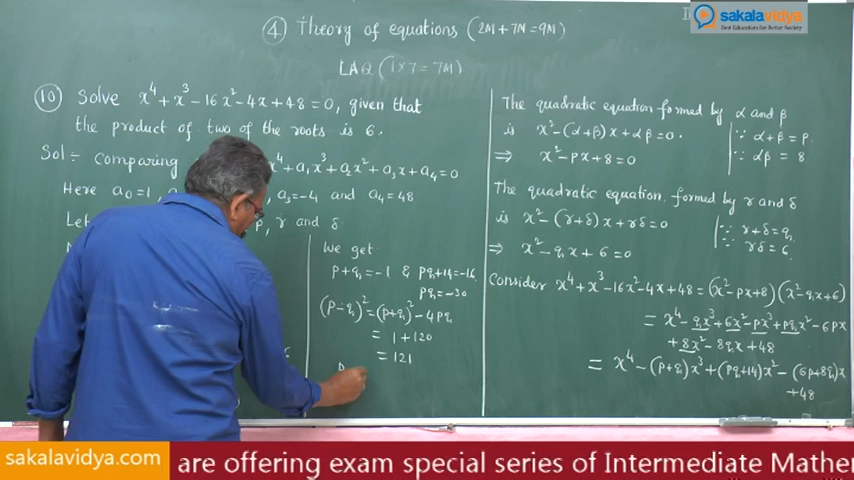 ④ Theory of equations (2M+7M=9M)
LAQ (1×7=7M)
⑩ Solve x⁴+x³-16x²-4x+48=0, given that
the product of two of the roots is 6.
Sol:- Comparing x⁴+a₁x³+a₂x²+a₃x+a₄=0
Here a₀=1, a₃=-4 and a₄=48
Let β, γ and δ.
We get
p+q=-1 & pq+14=-16
pq=-30
(p-q)²=(p+q)²-4pq
= 1+120
= 121
p
The quadratic equation formed by α and β
is x²-(α+β)x+αβ=0. ∵ α+β=p
⇒ x²-px+8=0 ∵ αβ=8
The quadratic equation formed by γ and δ
is x²-(γ+δ)x+γδ=0 ∵ γ+δ=q
⇒ x²-qx+6=0 ∵ γδ=6
Consider x⁴+x³-16x²-4x+48=(x²-px+8)(x²-qx+6)
= x⁴-qx³+6x²-px³+pqx²-6px
+8x²-8qx+48
= x⁴-(p+q)x³+(pq+14)x²-(6p+8q)x
+48
sakalavidya
Best Education for Better Society
sakalavidya.com are offering exam special series of Intermediate Mathe